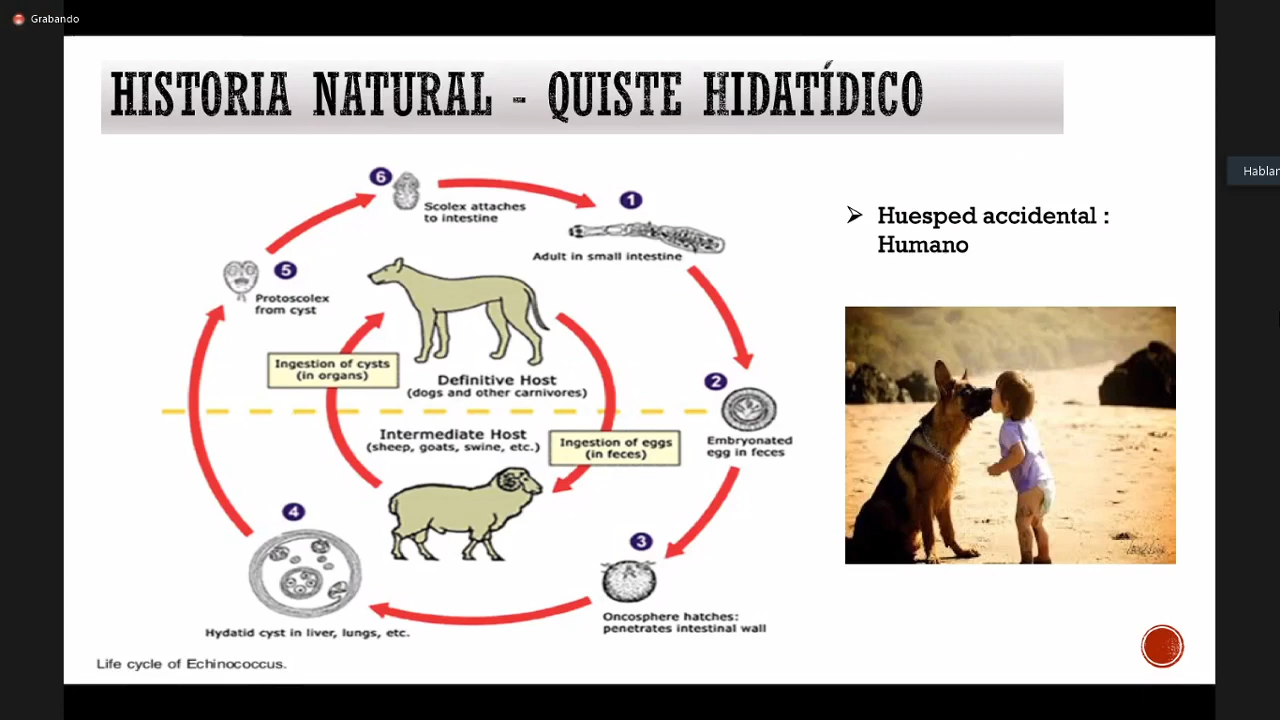 Grabando
HISTORIA NATURAL - QUISTE HIDATÍDICO
6
Scolex attaches
to intestine
1
Adult in small intestine
5
Protoscolex
from cyst
Ingestion of cysts
(in organs)
Definitive Host
(dogs and other carnivores)
2
Embryonated
egg in feces
Intermediate Host
(sheep, goats, swine, etc.)
Ingestion of eggs
(in feces)
4
Hydatid cyst in liver, lungs, etc.
3
Oncosphere hatches:
penetrates intestinal wall
Life cycle of Echinococcus.
Huesped accidental :
Humano
Hablan